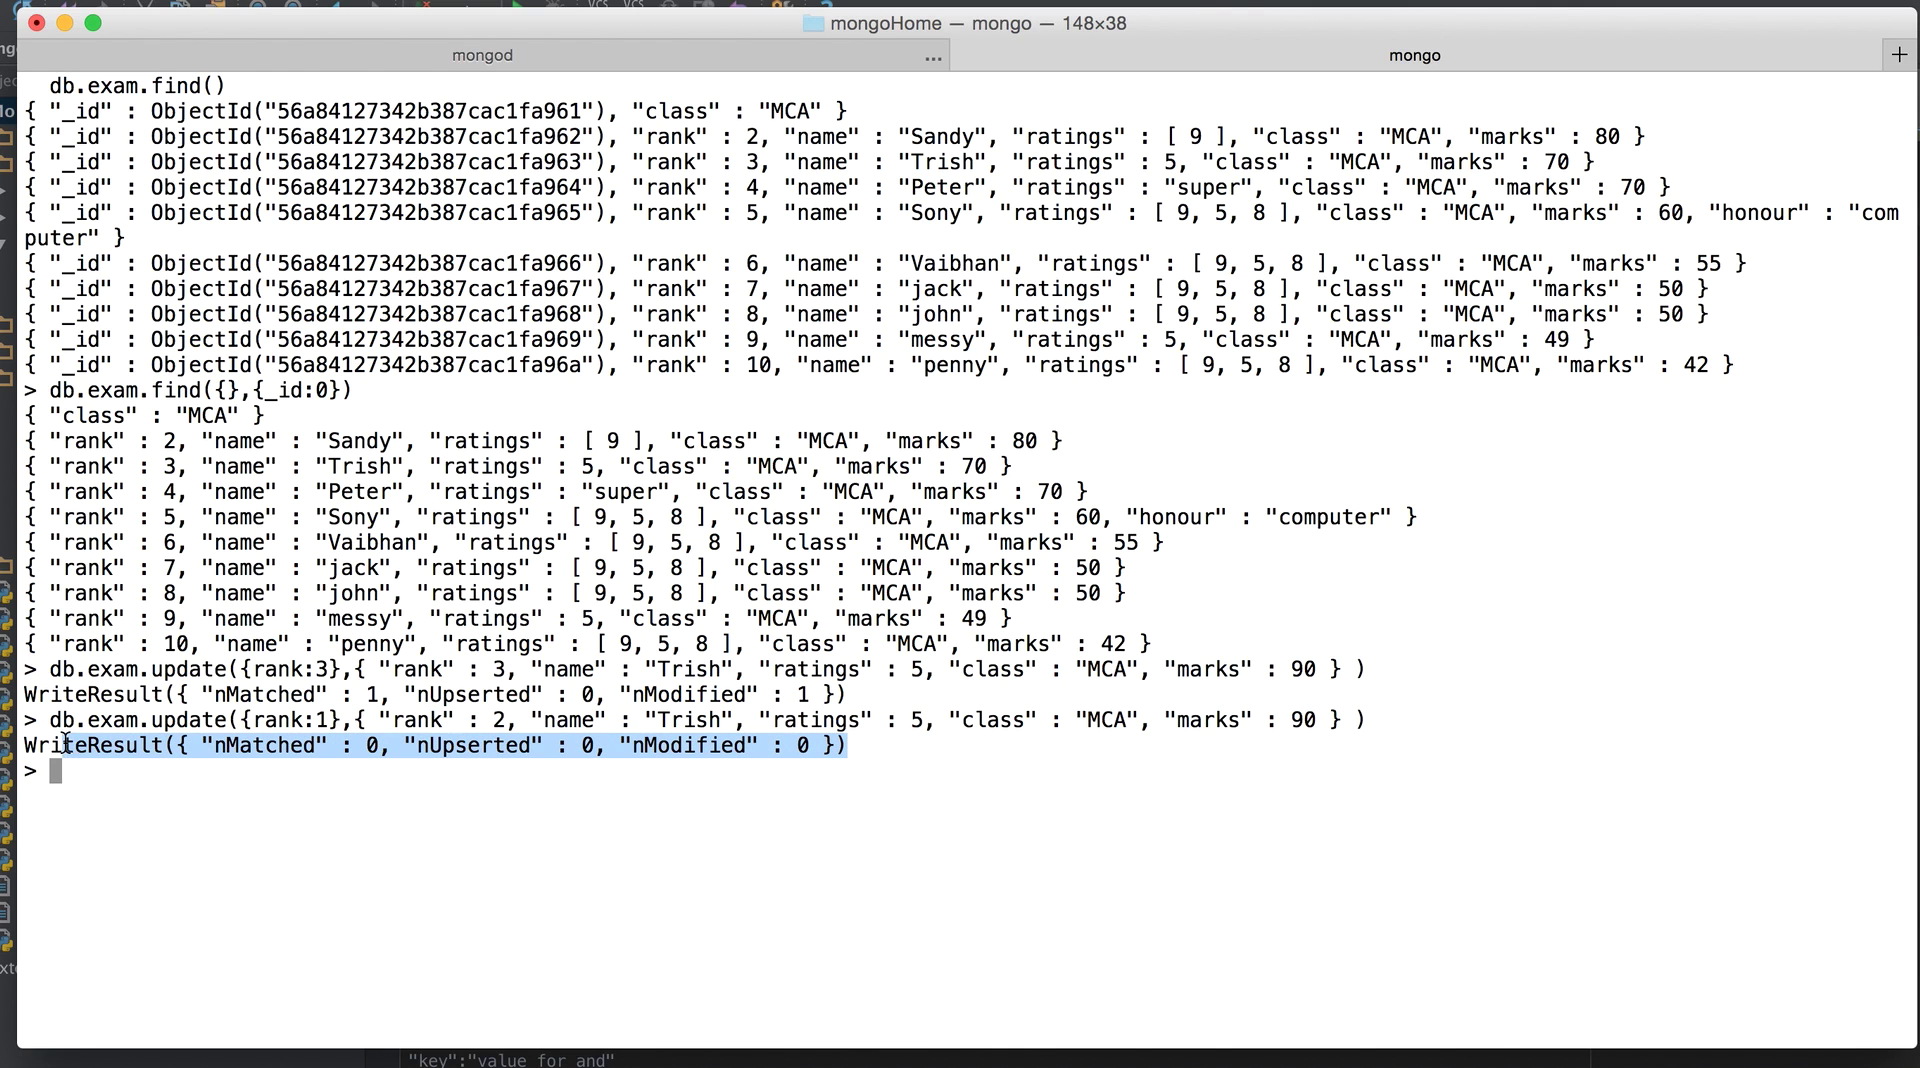 VCS VCS
mongoHome — mongo — 148×38
mongod ... mongo +
db.exam.find()
{ "_id" : ObjectId("56a84127342b387cac1fa961"), "class" : "MCA" }
{ "_id" : ObjectId("56a84127342b387cac1fa962"), "rank" : 2, "name" : "Sandy", "ratings" : [ 9 ], "class" : "MCA", "marks" : 80 }
{ "_id" : ObjectId("56a84127342b387cac1fa963"), "rank" : 3, "name" : "Trish", "ratings" : 5, "class" : "MCA", "marks" : 70 }
{ "_id" : ObjectId("56a84127342b387cac1fa964"), "rank" : 4, "name" : "Peter", "ratings" : "super", "class" : "MCA", "marks" : 70 }
{ "_id" : ObjectId("56a84127342b387cac1fa965"), "rank" : 5, "name" : "Sony", "ratings" : [ 9, 5, 8 ], "class" : "MCA", "marks" : 60, "honour" : "com
puter" }
{ "_id" : ObjectId("56a84127342b387cac1fa966"), "rank" : 6, "name" : "Vaibhan", "ratings" : [ 9, 5, 8 ], "class" : "MCA", "marks" : 55 }
{ "_id" : ObjectId("56a84127342b387cac1fa967"), "rank" : 7, "name" : "jack", "ratings" : [ 9, 5, 8 ], "class" : "MCA", "marks" : 50 }
{ "_id" : ObjectId("56a84127342b387cac1fa968"), "rank" : 8, "name" : "john", "ratings" : [ 9, 5, 8 ], "class" : "MCA", "marks" : 50 }
{ "_id" : ObjectId("56a84127342b387cac1fa969"), "rank" : 9, "name" : "messy", "ratings" : 5, "class" : "MCA", "marks" : 49 }
{ "_id" : ObjectId("56a84127342b387cac1fa96a"), "rank" : 10, "name" : "penny", "ratings" : [ 9, 5, 8 ], "class" : "MCA", "marks" : 42 }
> db.exam.find({},{_id:0})
{ "class" : "MCA" }
{ "rank" : 2, "name" : "Sandy", "ratings" : [ 9 ], "class" : "MCA", "marks" : 80 }
{ "rank" : 3, "name" : "Trish", "ratings" : 5, "class" : "MCA", "marks" : 70 }
{ "rank" : 4, "name" : "Peter", "ratings" : "super", "class" : "MCA", "marks" : 70 }
{ "rank" : 5, "name" : "Sony", "ratings" : [ 9, 5, 8 ], "class" : "MCA", "marks" : 60, "honour" : "computer" }
{ "rank" : 6, "name" : "Vaibhan", "ratings" : [ 9, 5, 8 ], "class" : "MCA", "marks" : 55 }
{ "rank" : 7, "name" : "jack", "ratings" : [ 9, 5, 8 ], "class" : "MCA", "marks" : 50 }
{ "rank" : 8, "name" : "john", "ratings" : [ 9, 5, 8 ], "class" : "MCA", "marks" : 50 }
{ "rank" : 9, "name" : "messy", "ratings" : 5, "class" : "MCA", "marks" : 49 }
{ "rank" : 10, "name" : "penny", "ratings" : [ 9, 5, 8 ], "class" : "MCA", "marks" : 42 }
> db.exam.update({rank:3},{ "rank" : 3, "name" : "Trish", "ratings" : 5, "class" : "MCA", "marks" : 90 } )
WriteResult({ "nMatched" : 1, "nUpserted" : 0, "nModified" : 1 })
> db.exam.update({rank:1},{ "rank" : 2, "name" : "Trish", "ratings" : 5, "class" : "MCA", "marks" : 90 } )
WriteResult({ "nMatched" : 0, "nUpserted" : 0, "nModified" : 0 })
>
"key":"value for and"